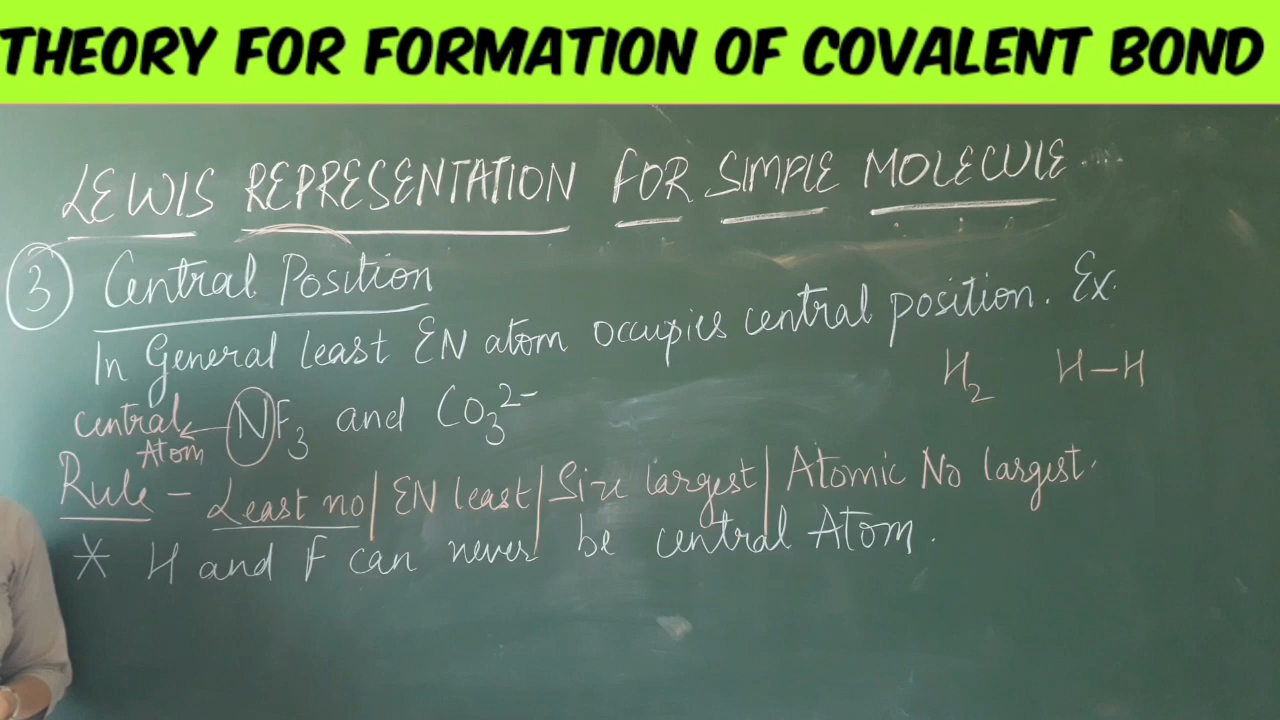 THEORY FOR FORMATION OF COVALENT BOND
LEWIS REPRESENTATION FOR SIMPLE MOLECULE...
③ Central Position
In General least EN atom occupies central position. Ex.
H₂ H–H
Central Atom ← NF₃ and CO₃²⁻
Rule – Least no / EN least / Size largest / Atomic No largest.
* H and F can never be central Atom.